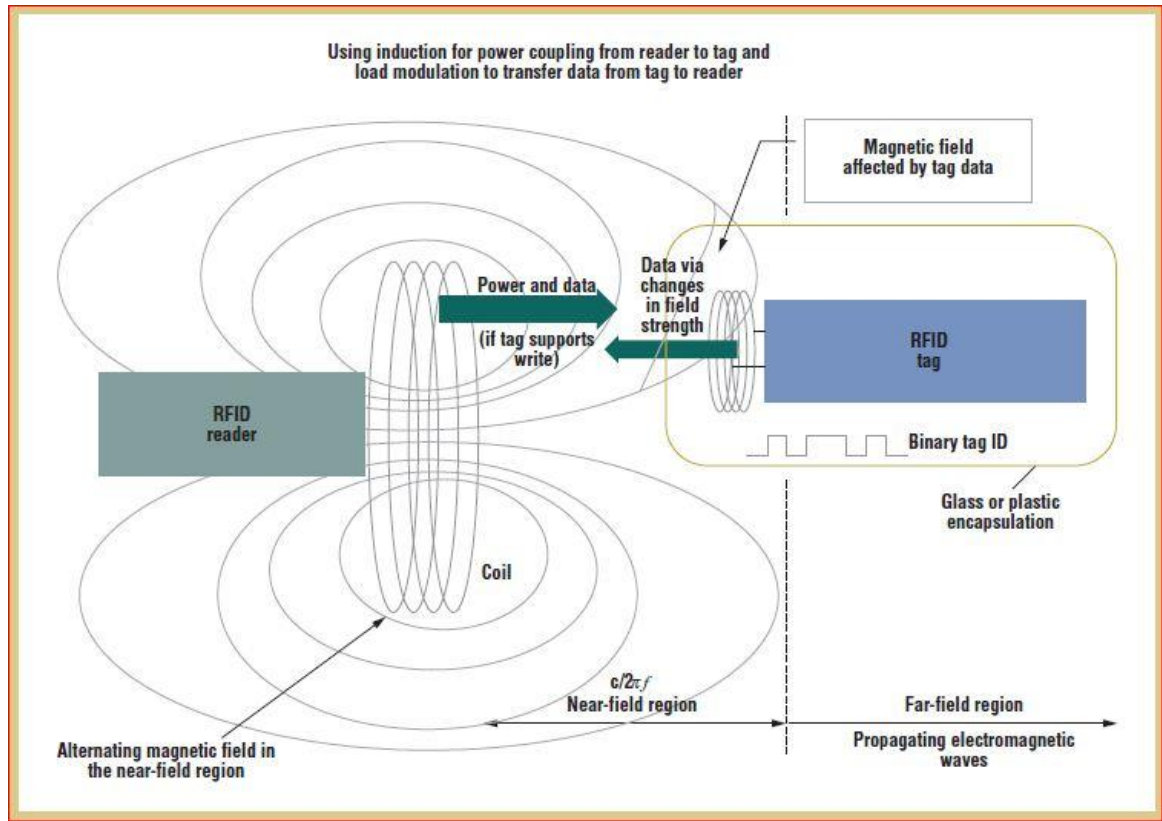 Using induction for power coupling from reader to tag and
load modulation to transfer data from tag to reader
Magnetic field
affected by tag data
Power and data
(if tag supports
write)
Data via
changes
in field
strength
RFID
tag
RFID
reader
Binary tag ID
Glass or plastic
encapsulation
Coil
c/2πf
Near-field region
Far-field region
Propagating electromagnetic
waves
Alternating magnetic field in
the near-field region